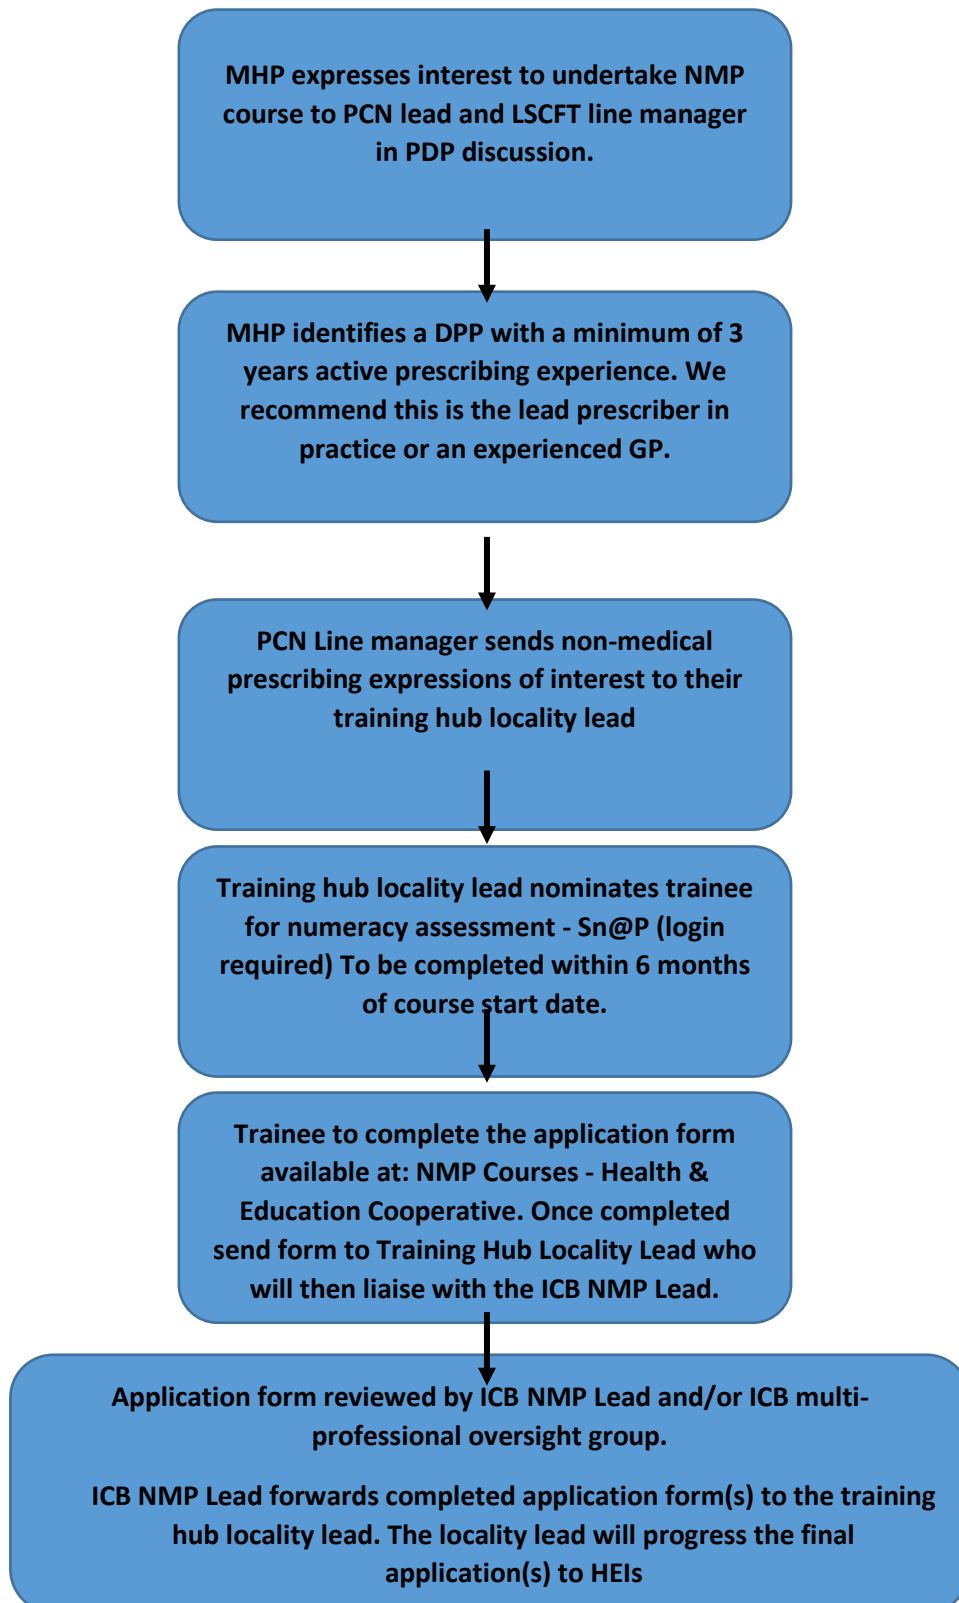 MHP expresses interest to undertake NMP
course to PCN lead and LSCFT line manager
in PDP discussion.
MHP identifies a DPP with a minimum of 3
years active prescribing experience. We
recommend this is the lead prescriber in
practice or an experienced GP.
PCN Line manager sends non-medical
prescribing expressions of interest to their
training hub locality lead
Training hub locality lead nominates trainee
for numeracy assessment - Sn@P (login
required) To be completed within 6 months
of course start date.
Trainee to complete the application form
available at: NMP Courses - Health &
Education Cooperative. Once completed
send form to Training Hub Locality Lead who
will then liaise with the ICB NMP Lead.
Application form reviewed by ICB NMP Lead and/or ICB multi-
professional oversight group.
ICB NMP Lead forwards completed application form(s) to the training
hub locality lead. The locality lead will progress the final
application(s) to HEIs